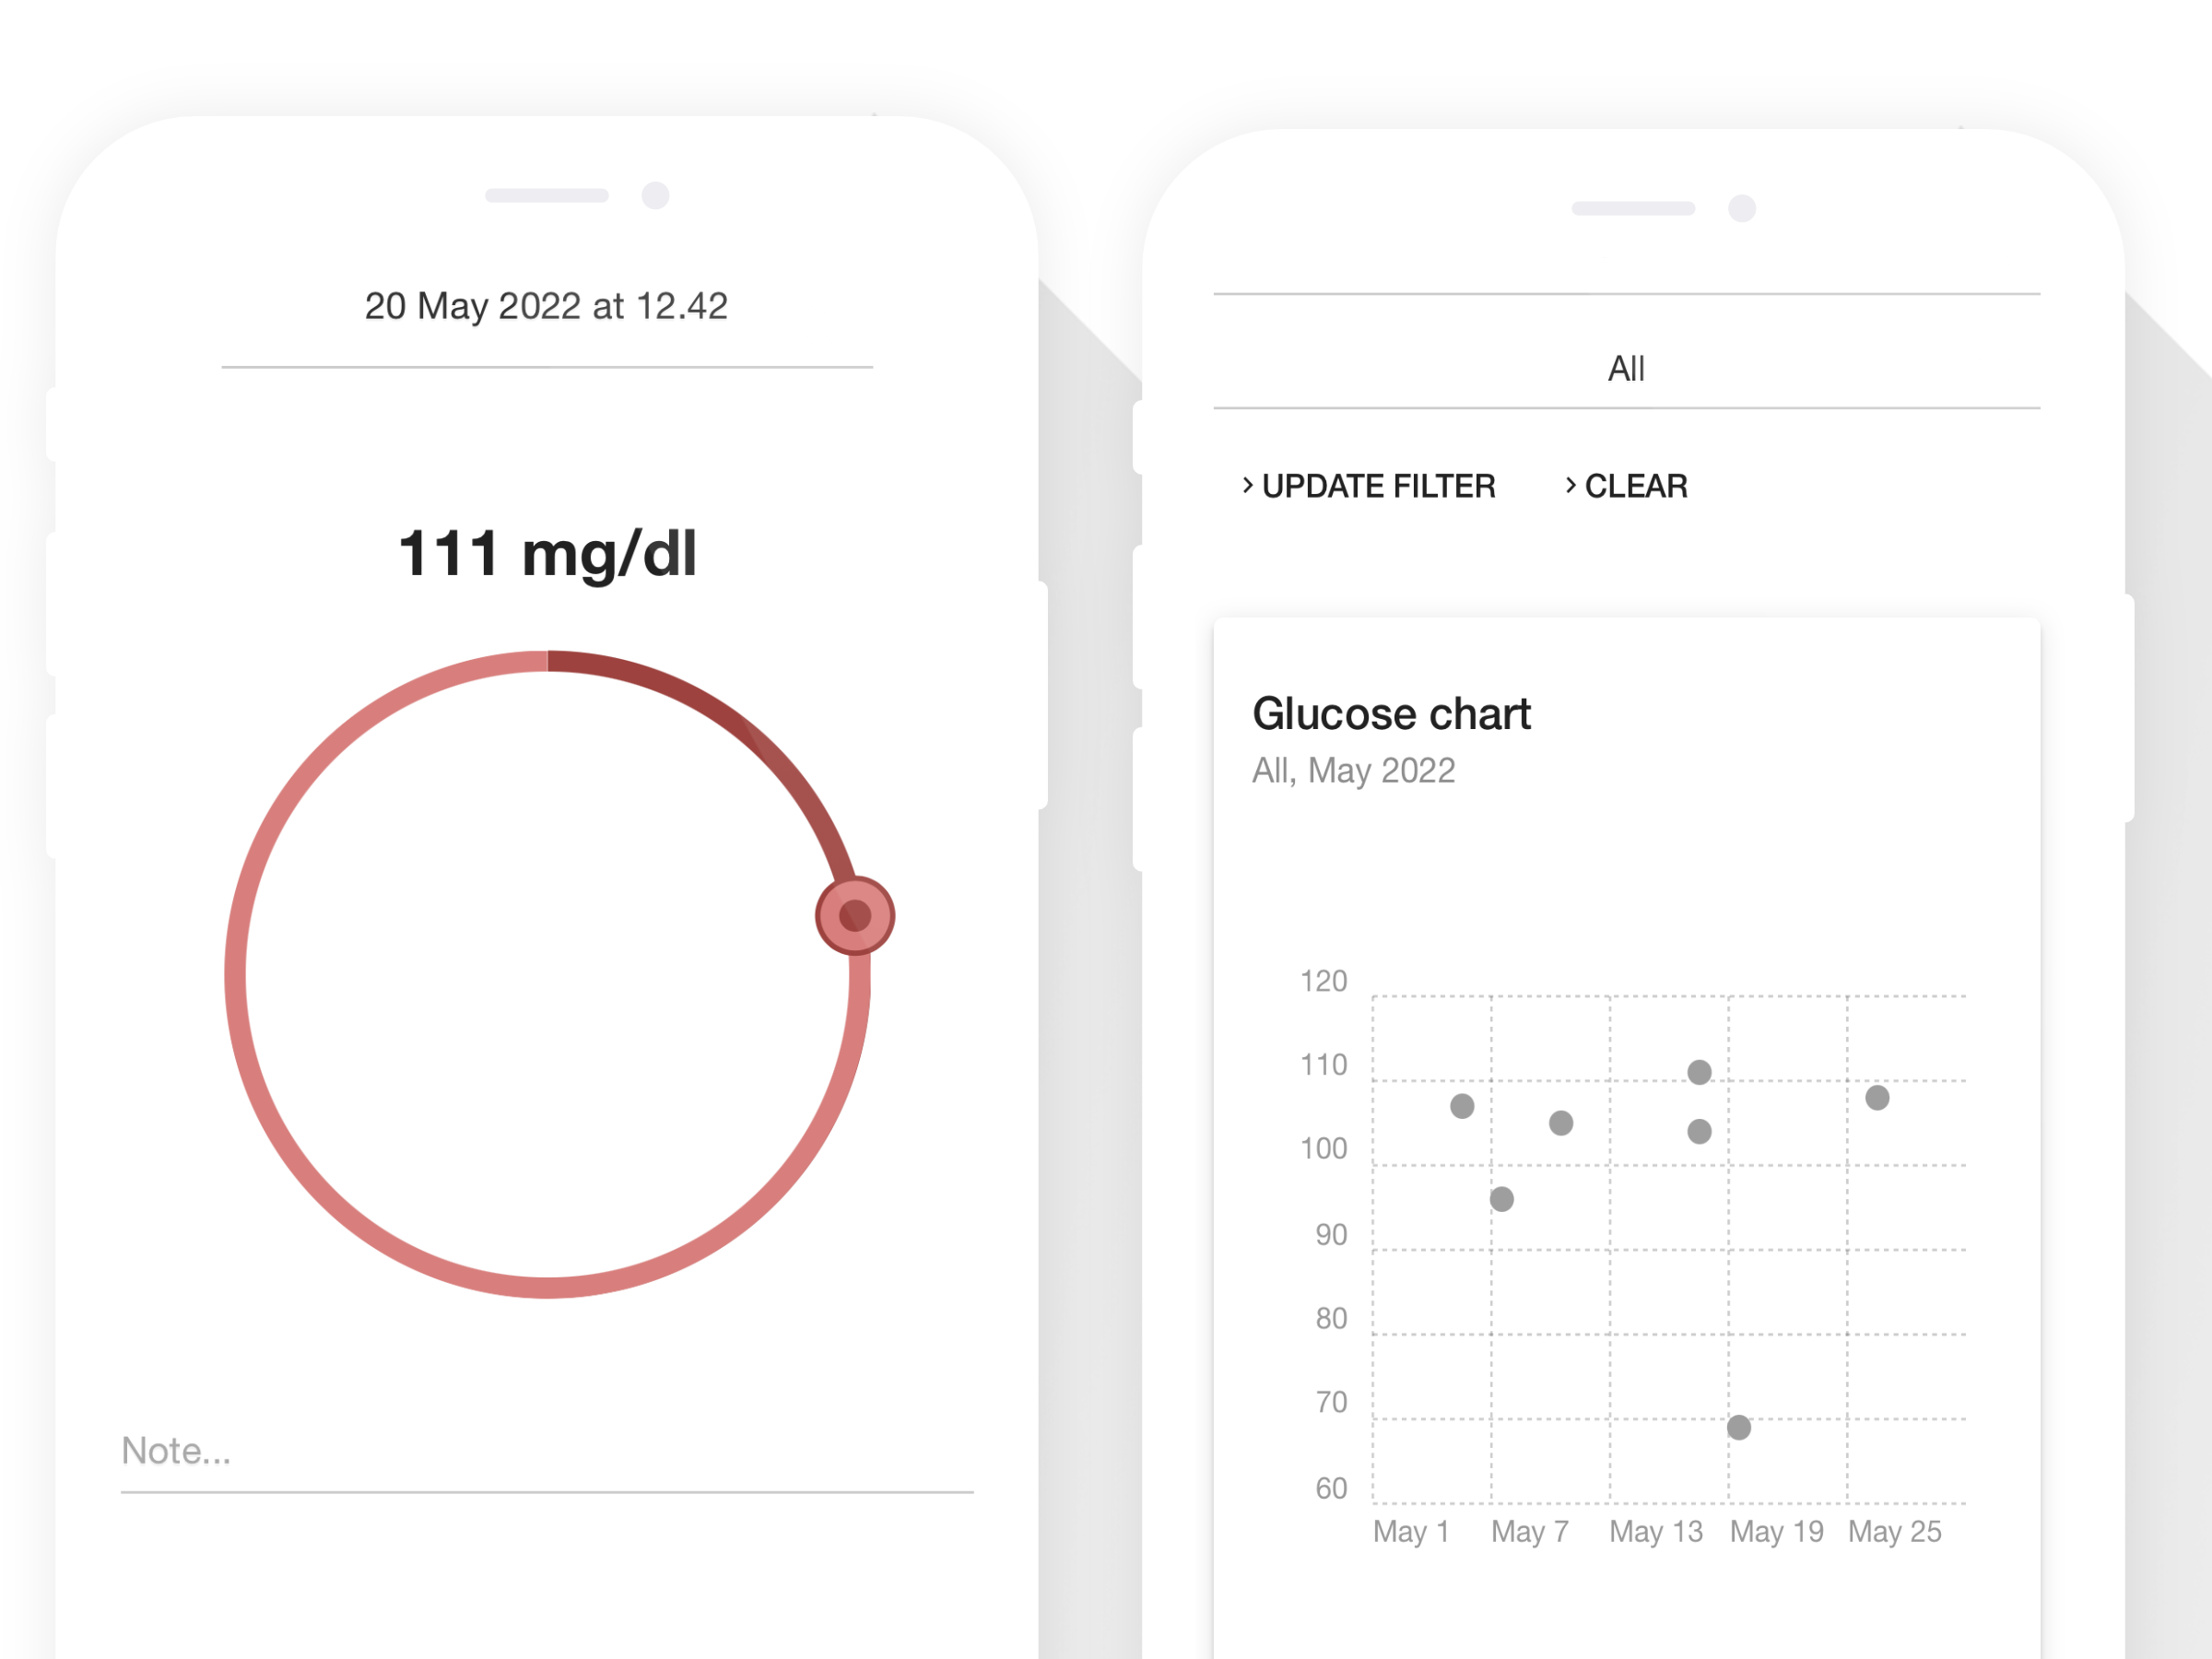 20 May 2022 at 12.42
111 mg/dl
Note...
All
> UPDATE FILTER > CLEAR
Glucose chart
All, May 2022
120
110
100
90
80
70
60
May 1 May 7 May 13 May 19 May 25